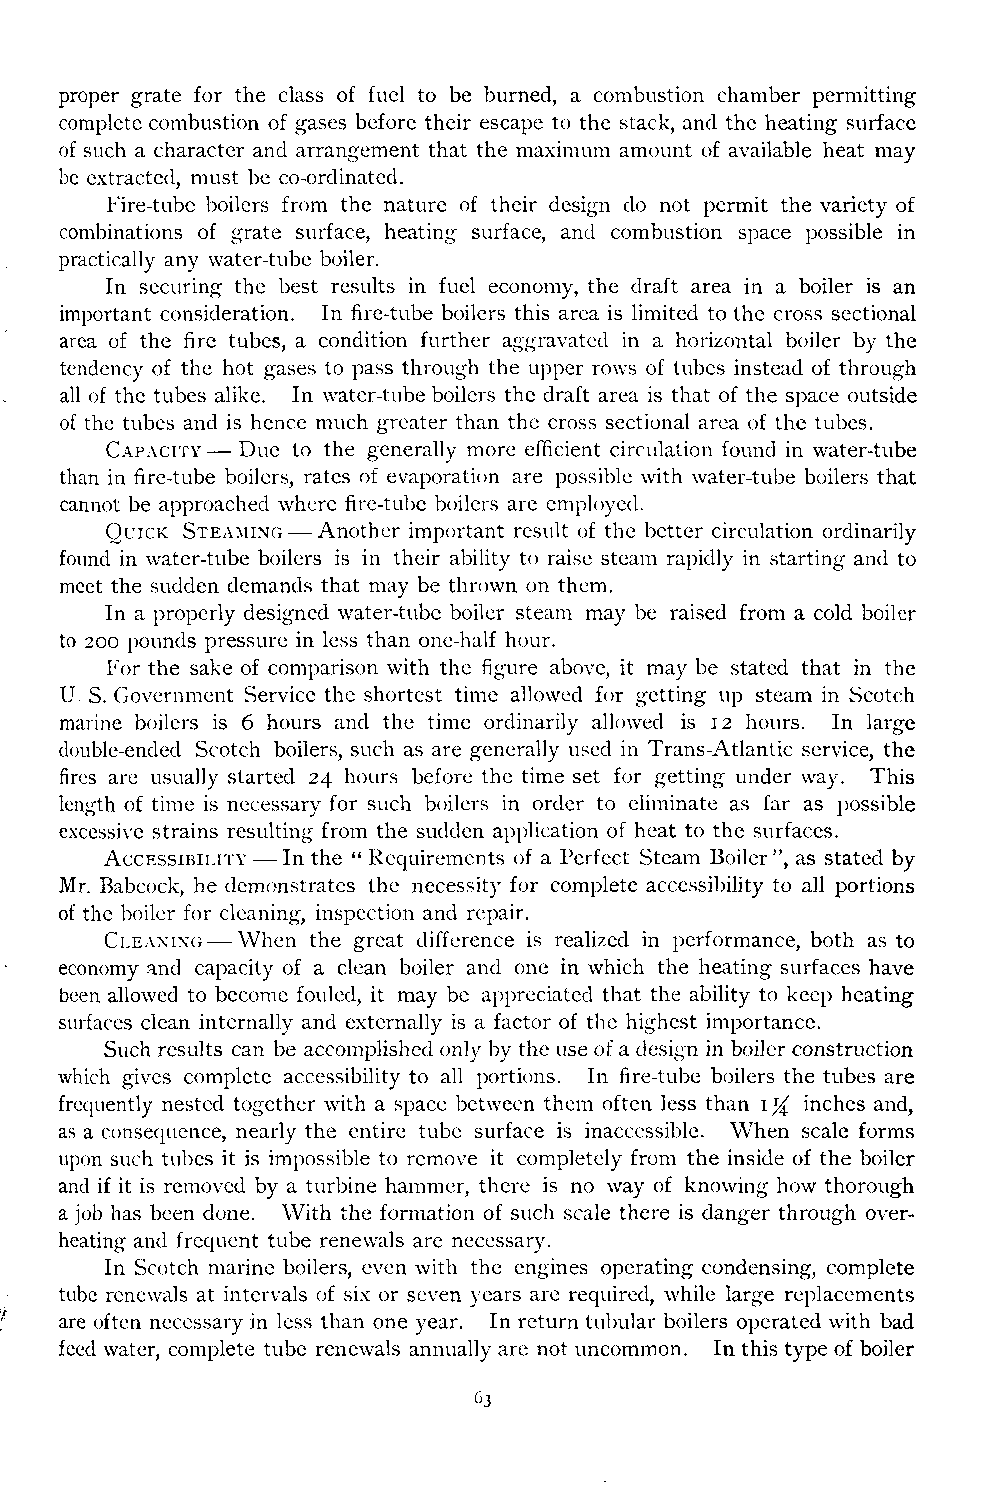 proper grate for the class of fuel to be burned, a combustion chamber permitting
complete combustion of gases before their escape to the stack, and the heating surface
of such a character and arrangement that the maximum amount of available heat may
be extracted, must be co-ordinated.
Fire-tube boilers from the nature of their design do not permit the variety of
combinations of grate surface, heating surface, and combustion space possible in
practically any water-tube boiler.
In securing the best results in fuel economy, the draft area in a boiler is an
important consideration. In fire-tube boilers this area is limited to the cross sectional
area of the fire tubes, a condition further aggravated in a horizontal boiler by the
tendency of the hot gases to pass through the upper rows of tubes instead of through
all of the tubes alike. In water-tube boilers the draft area is that of the space outside
of the tubes and is hence much greater than the cross sectional area of the tubes.
CAPACITY — Due to the generally more efficient circulation found in water-tube
than in fire-tube boilers, rates of evaporation are possible with water-tube boilers that
cannot be approached where fire-tube boilers are employed.
QUICK STEAMING — Another important result of the better circulation ordinarily
found in water-tube boilers is in their ability to raise steam rapidly in starting and to
meet the sudden demands that may be thrown on them.
In a properly designed water-tube boiler steam may be raised from a cold boiler
to 200 pounds pressure in less than one-half hour.
For the sake of comparison with the figure above, it may be stated that in the
U. S. Government Service the shortest time allowed for getting up steam in Scotch
marine boilers is 6 hours and the time ordinarily allowed is 12 hours. In large
double-ended Scotch boilers, such as are generally used in Trans-Atlantic service, the
fires are usually started 24 hours before the time set for getting under way. This
length of time is necessary for such boilers in order to eliminate as far as possible
excessive strains resulting from the sudden application of heat to the surfaces.
ACCESSIBILITY — In the “ Requirements of a Perfect Steam Boiler ”, as stated by
Mr. Babcock, he demonstrates the necessity for complete accessibility to all portions
of the boiler for cleaning, inspection and repair.
CLEANING — When the great difference is realized in performance, both as to
economy and capacity of a clean boiler and one in which the heating surfaces have
been allowed to become fouled, it may be appreciated that the ability to keep heating
surfaces clean internally and externally is a factor of the highest importance.
Such results can be accomplished only by the use of a design in boiler construction
which gives complete accessibility to all portions. In fire-tube boilers the tubes are
frequently nested together with a space between them often less than 1¼ inches and,
as a consequence, nearly the entire tube surface is inaccessible. When scale forms
upon such tubes it is impossible to remove it completely from the inside of the boiler
and if it is removed by a turbine hammer, there is no way of knowing how thorough
a job has been done. With the formation of such scale there is danger through over-
heating and frequent tube renewals are necessary.
In Scotch marine boilers, even with the engines operating condensing, complete
tube renewals at intervals of six or seven years are required, while large replacements
are often necessary in less than one year. In return tubular boilers operated with bad
feed water, complete tube renewals annually are not uncommon. In this type of boiler
63